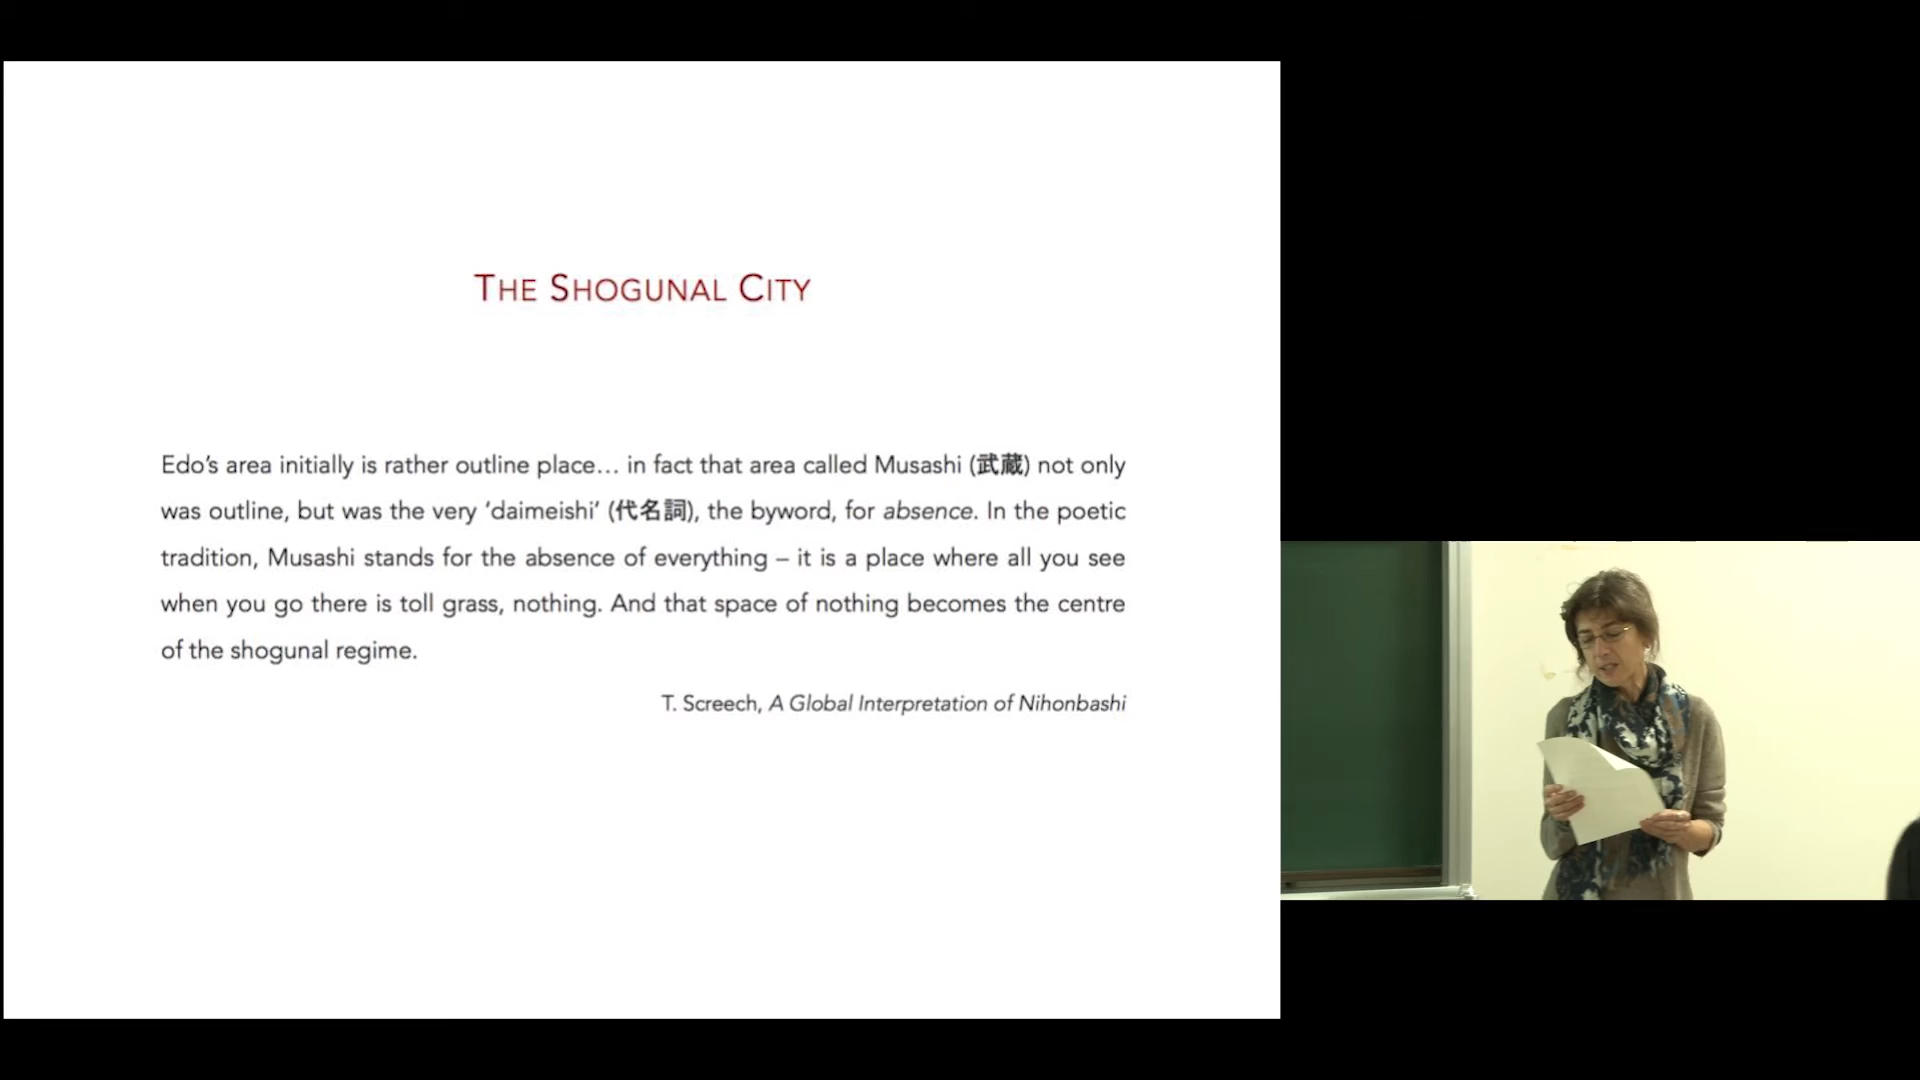 THE SHOGUNAL CITY
Edo’s area initially is rather outline place… in fact that area called Musashi (武蔵) not only
was outline, but was the very ‘daimeishi’ (代名詞), the byword, for absence. In the poetic
tradition, Musashi stands for the absence of everything – it is a place where all you see
when you go there is toll grass, nothing. And that space of nothing becomes the centre
of the shogunal regime.
T. Screech, A Global Interpretation of Nihonbashi